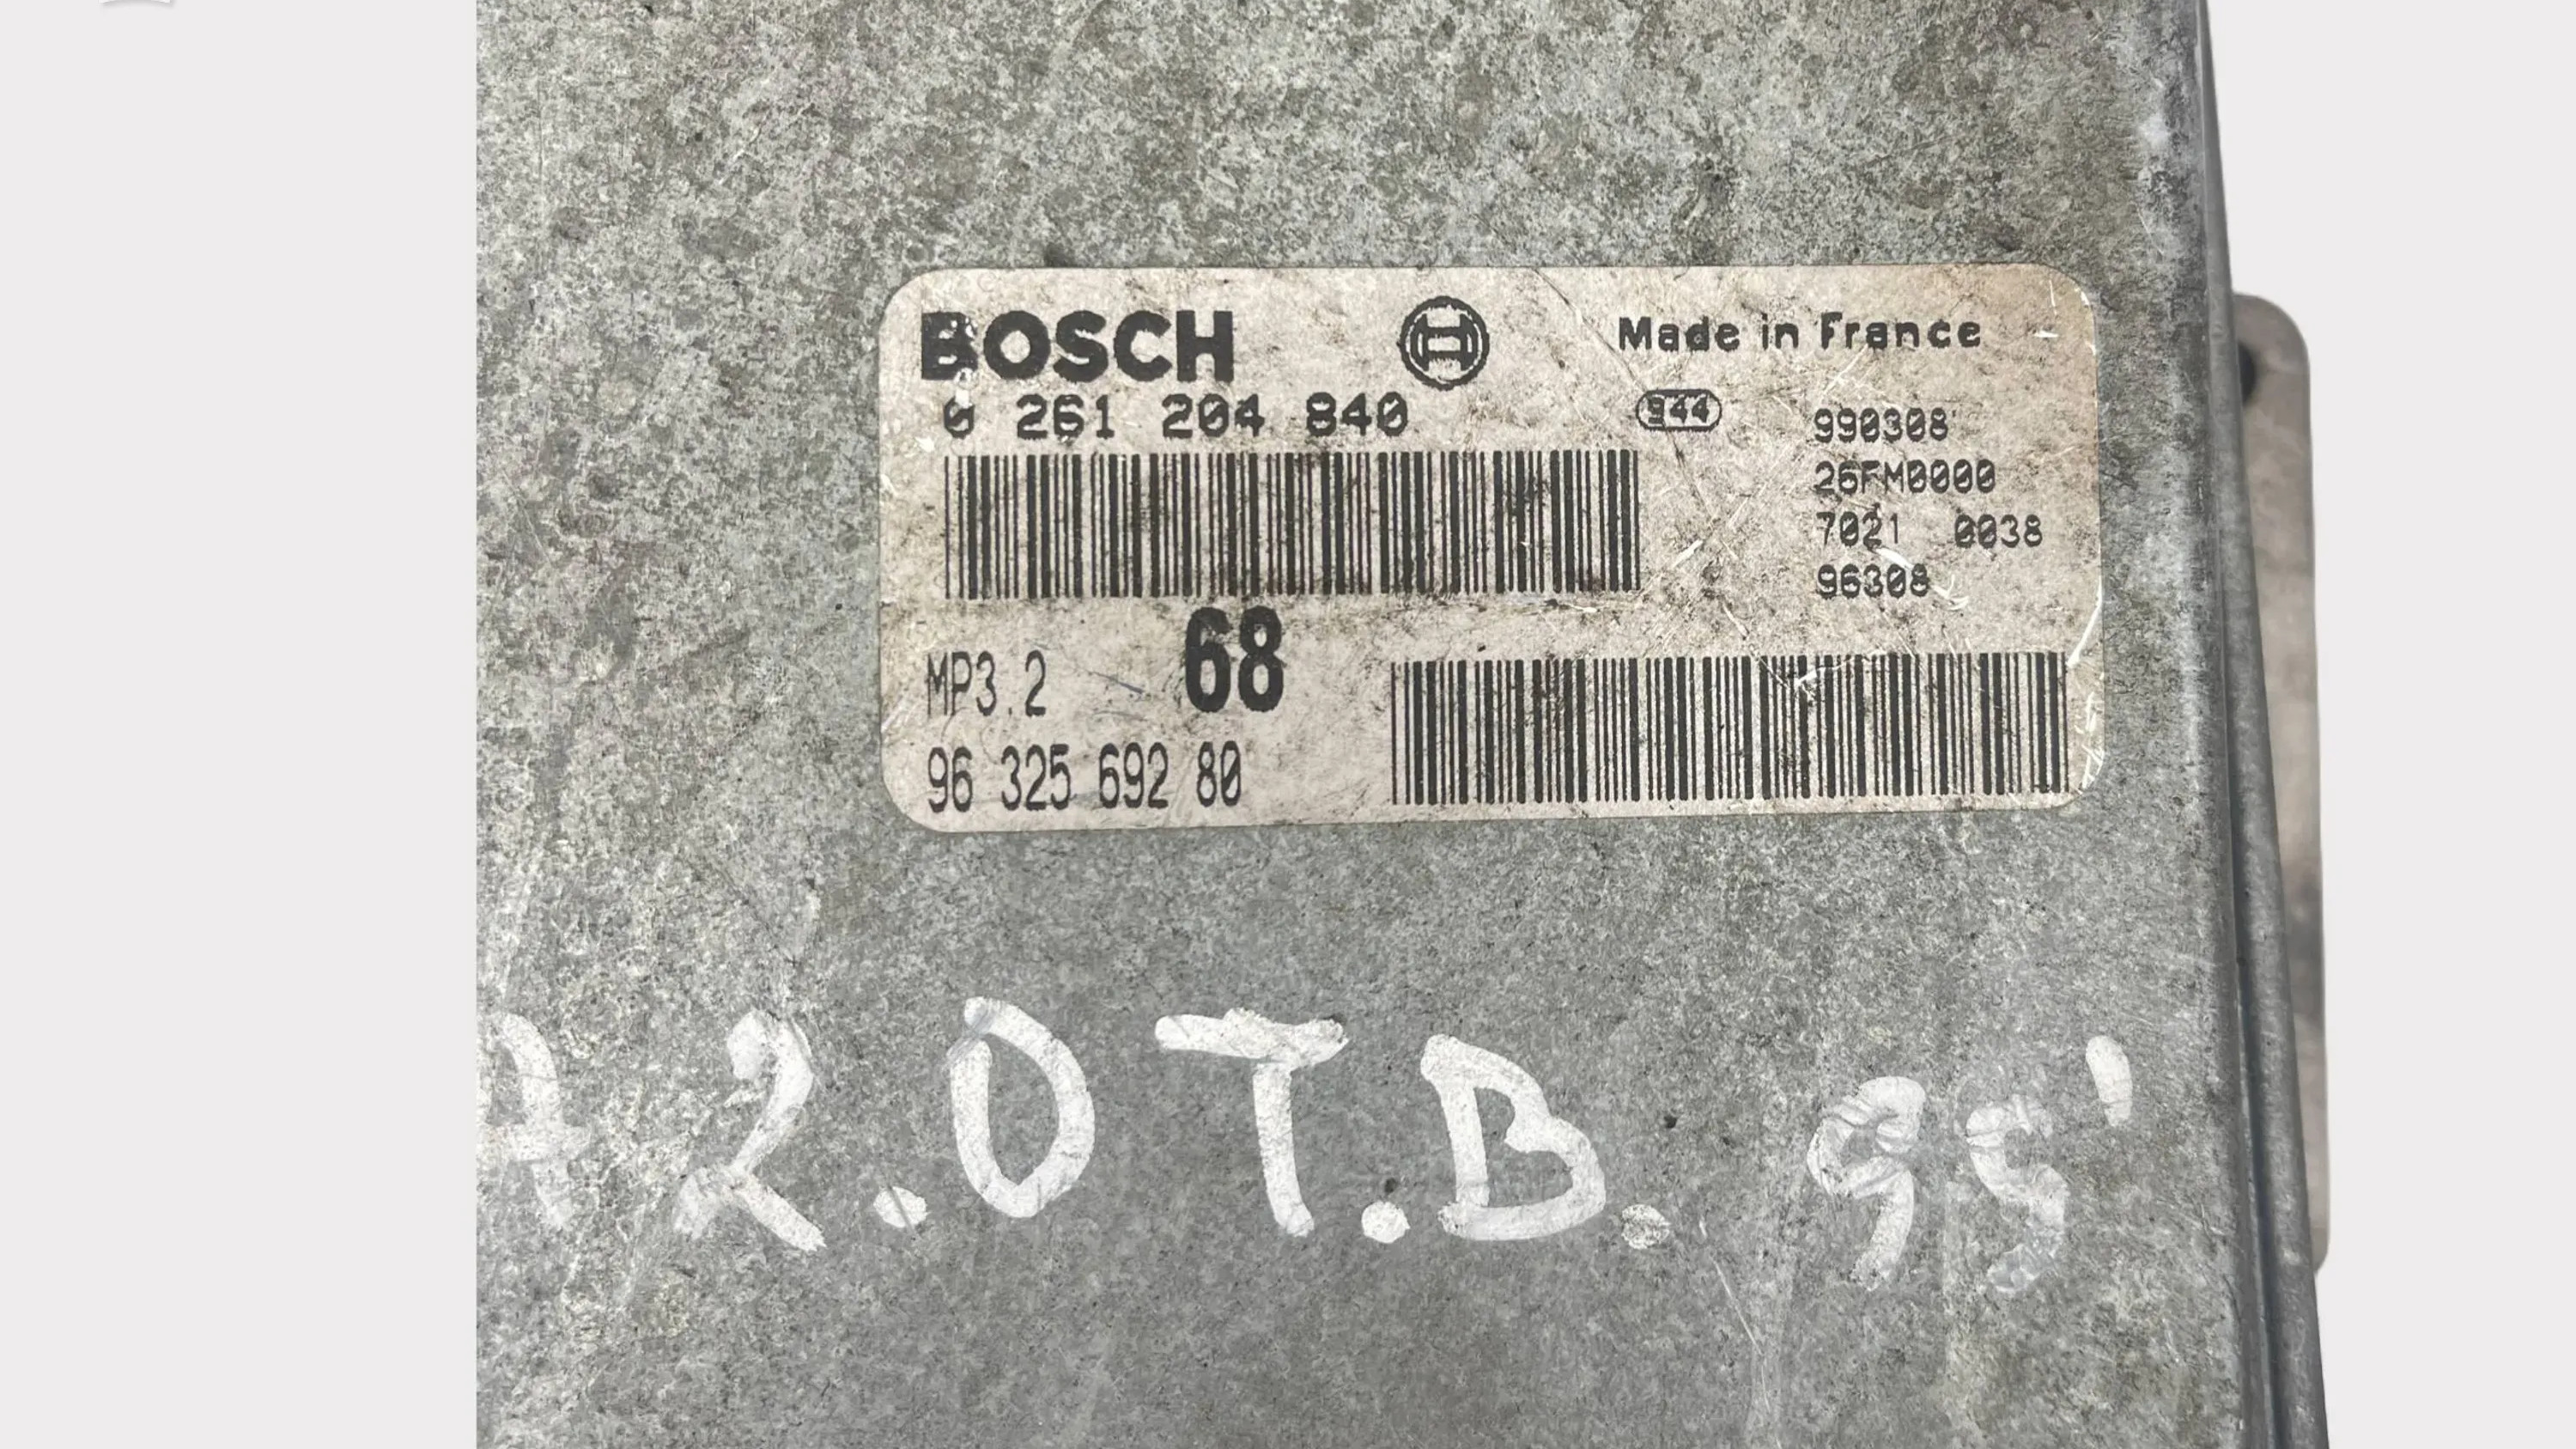 BOSCH
Made in France
0 261 204 840
944
990308
26FM0000
7021 0038
96308
MP3.2
68
96 325 692 80
A 2.0 T.B. 95'